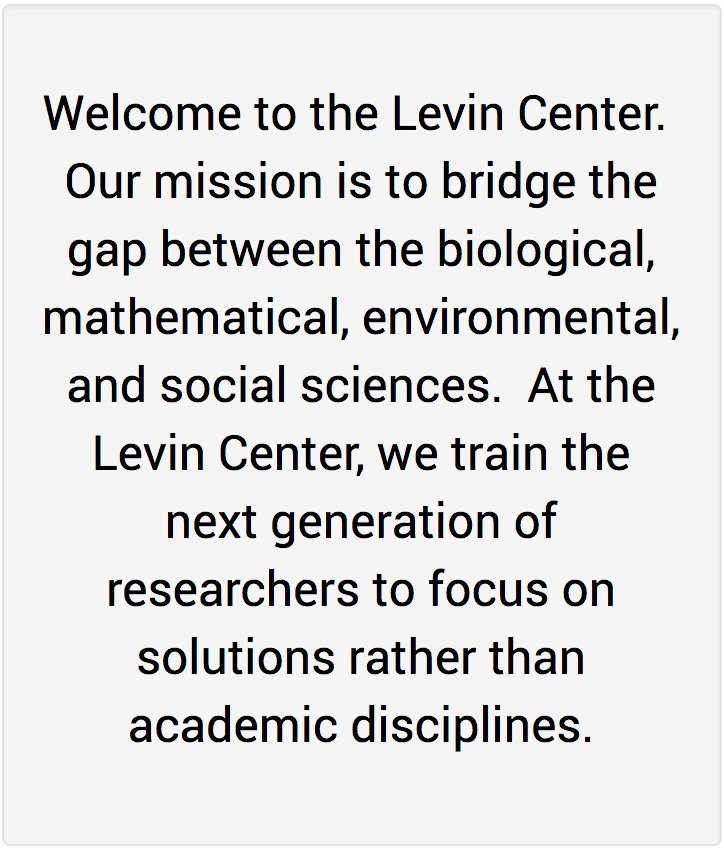 Welcome to the Levin Center.
Our mission is to bridge the
gap between the biological,
mathematical, environmental,
and social sciences.  At the
Levin Center, we train the
next generation of
researchers to focus on
solutions rather than
academic disciplines.